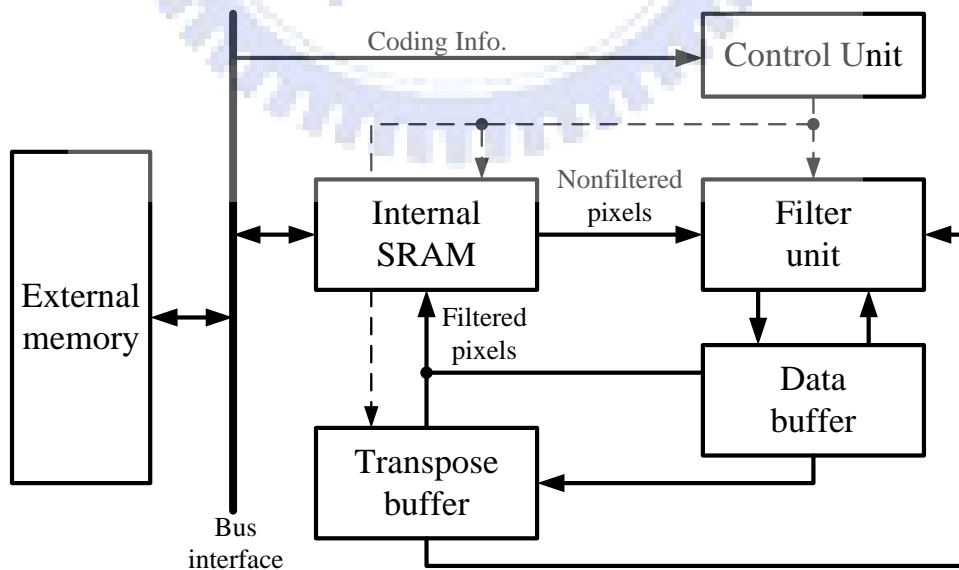 Coding Info.
Control Unit
Nonfiltered
pixels
Internal
SRAM
Filter
unit
External
memory
Filtered
pixels
Data
buffer
Transpose
buffer
Bus
interface